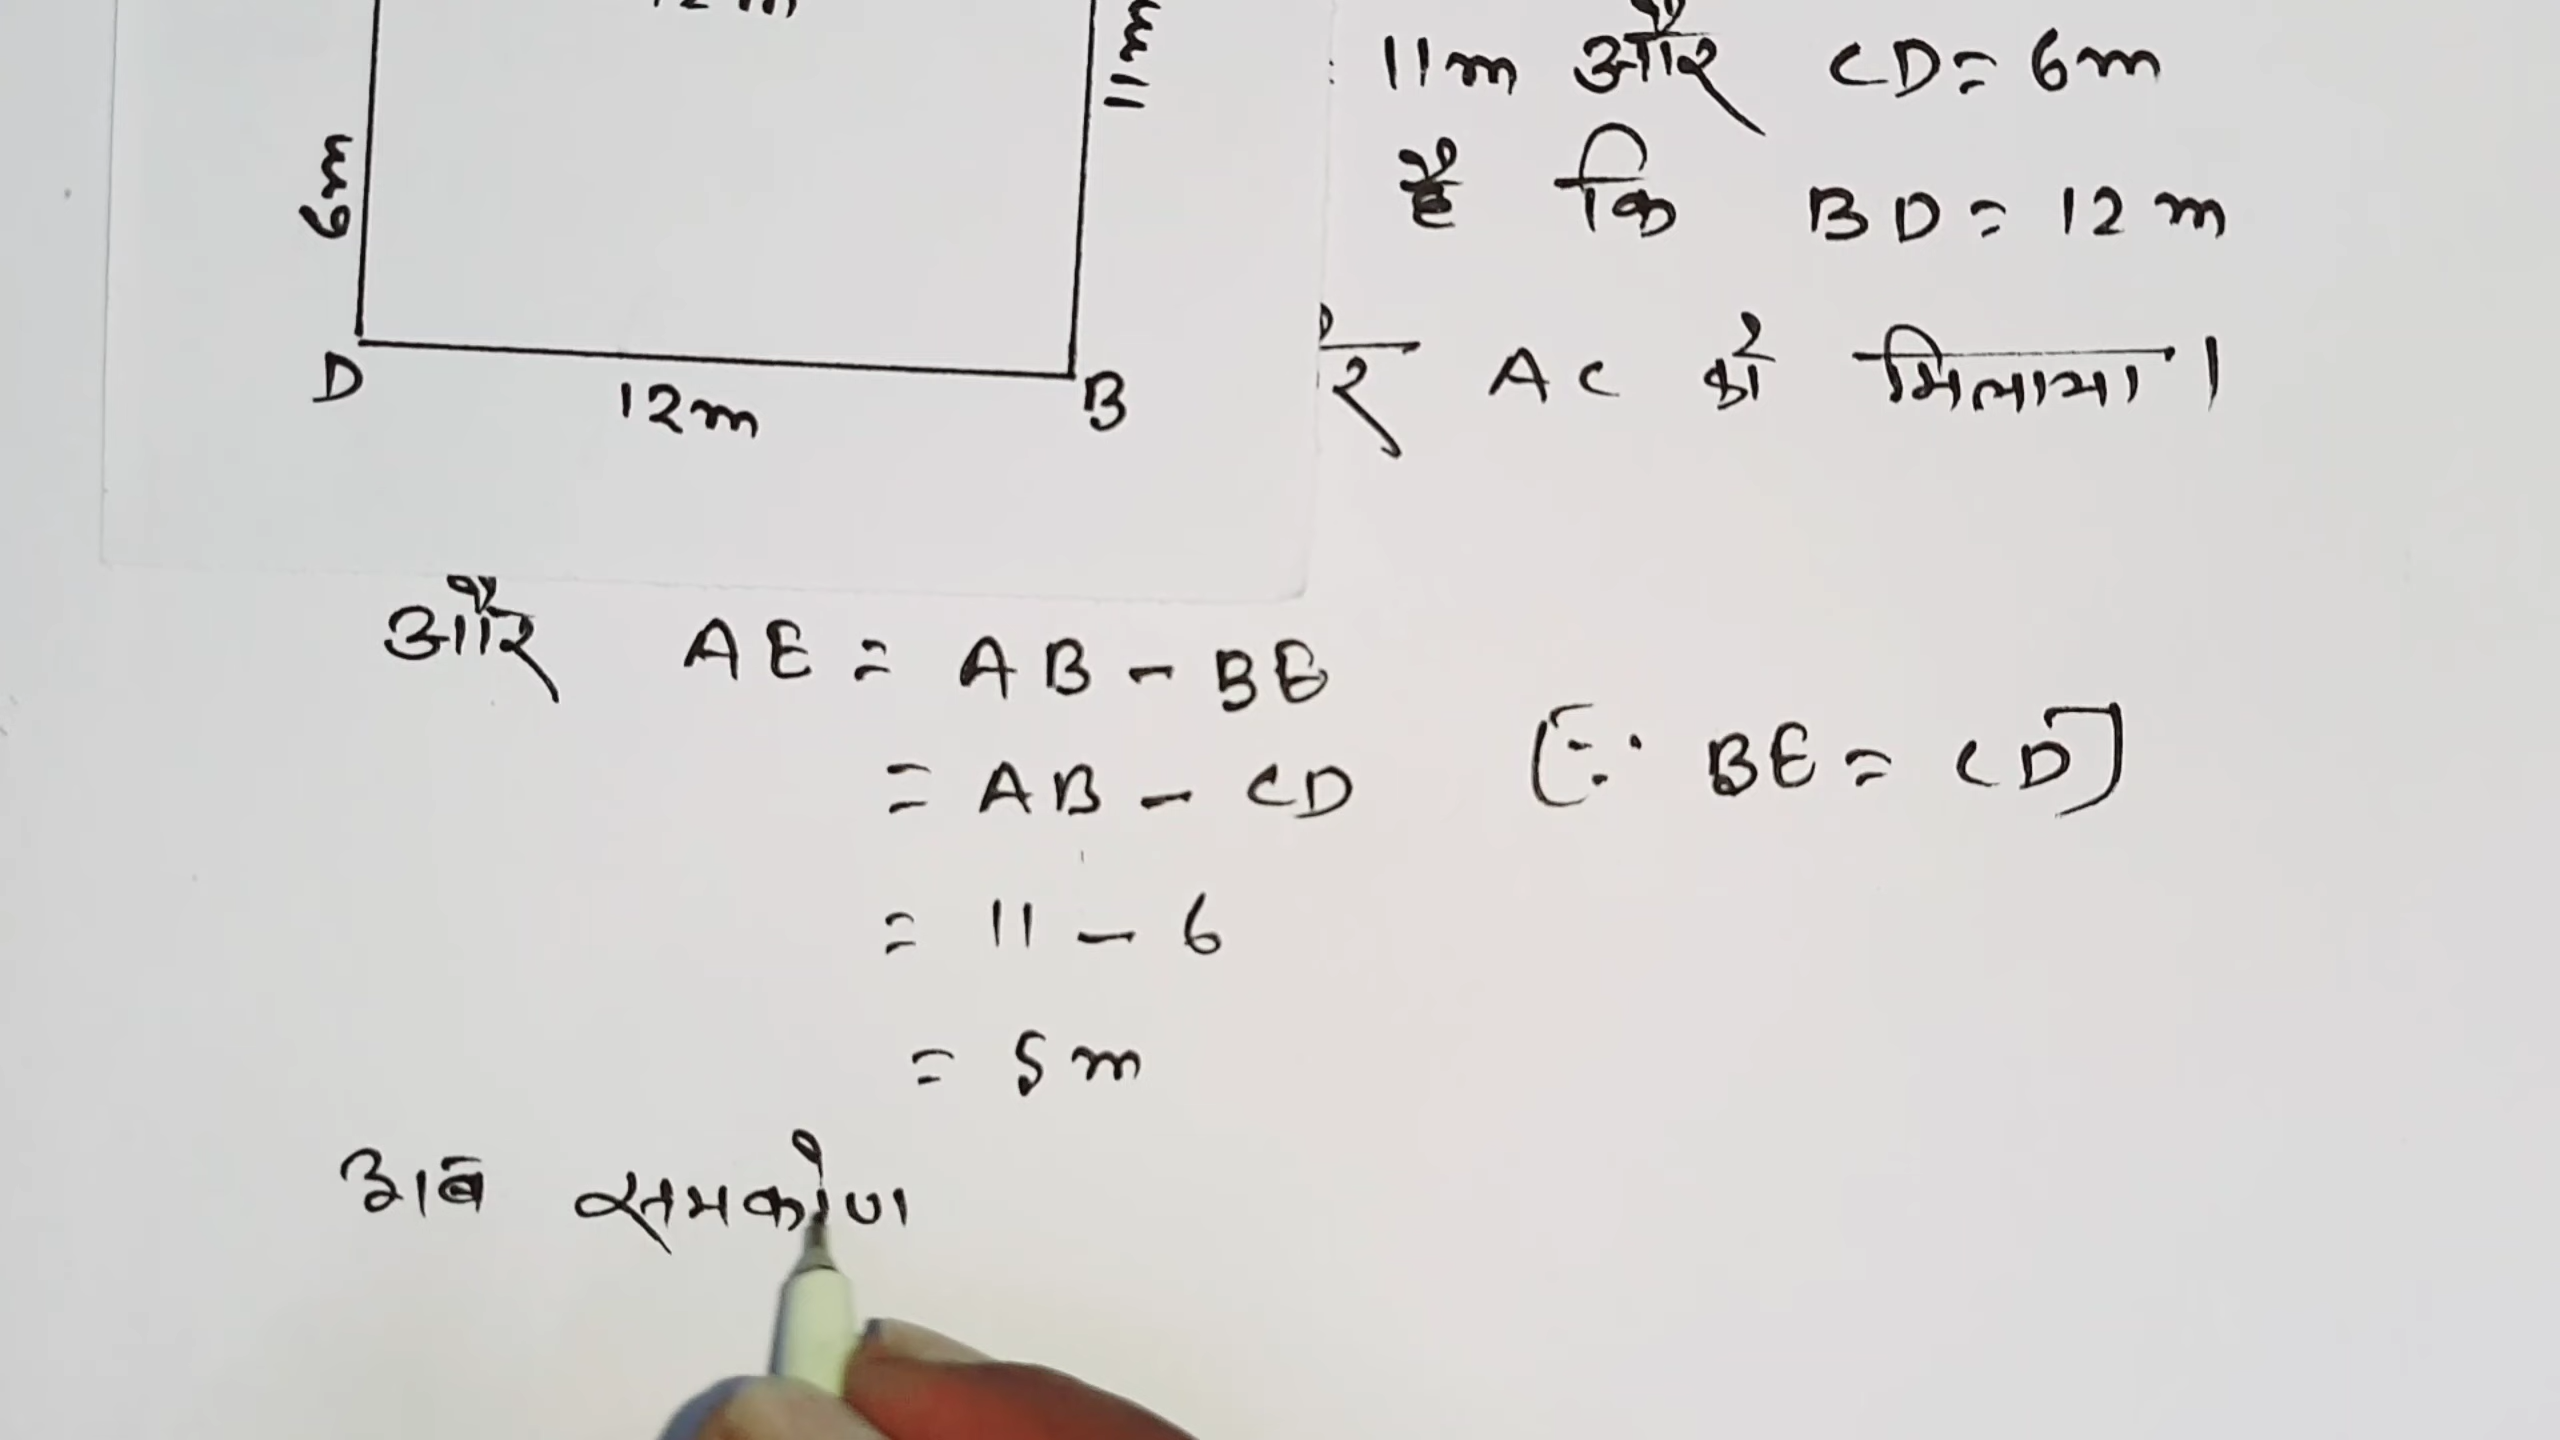 12m
11m
6m
D
12m
B
11m और CD= 6m
है कि BD= 12m
AC को मिलाया।
और AE = AB - BE
= AB - CD [∵ BE = CD]
= 11 - 6
= 5m
अब समकोण